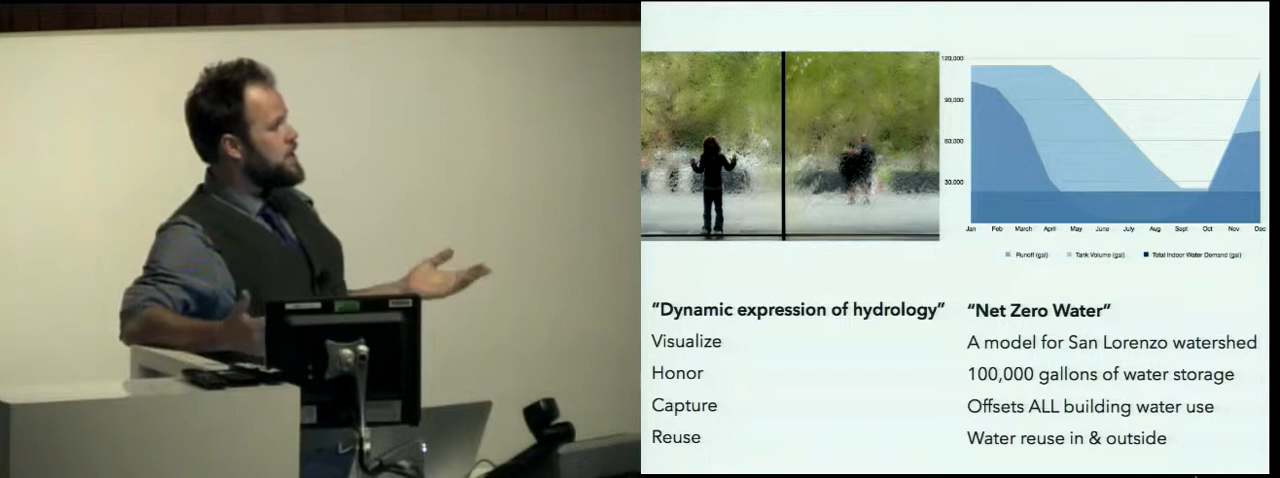 120,000
90,000
60,000
30,000
Jan Feb March April May June July Aug Sept Oct Nov Dec
Runoff (gal) Tank Volume (gal) Total Indoor Water Demand (gal)
“Dynamic expression of hydrology”
Visualize
Honor
Capture
Reuse
“Net Zero Water”
A model for San Lorenzo watershed
100,000 gallons of water storage
Offsets ALL building water use
Water reuse in & outside